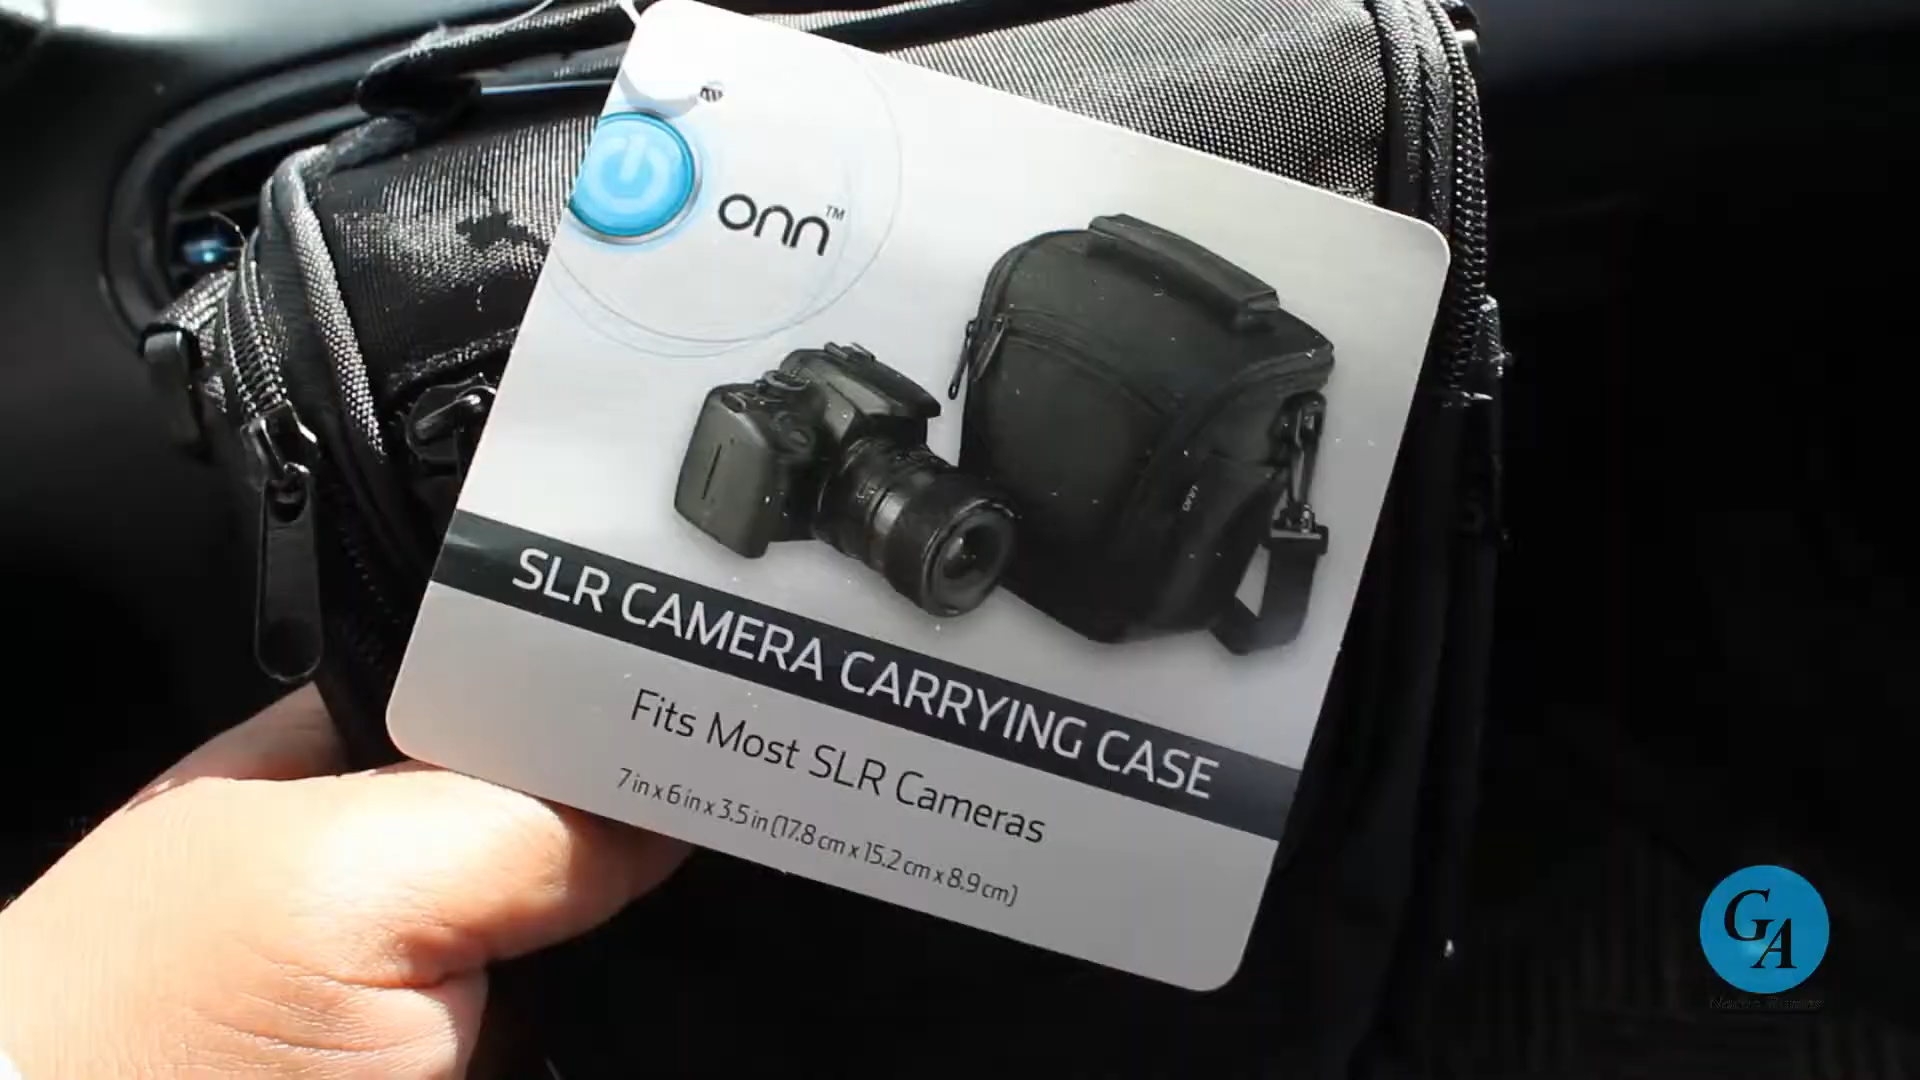 onn™
SLR CAMERA CARRYING CASE
Fits Most SLR Cameras
7 in x 6 in x 3.5 in (17.8 cm x 15.2 cm x 8.9 cm)
GA